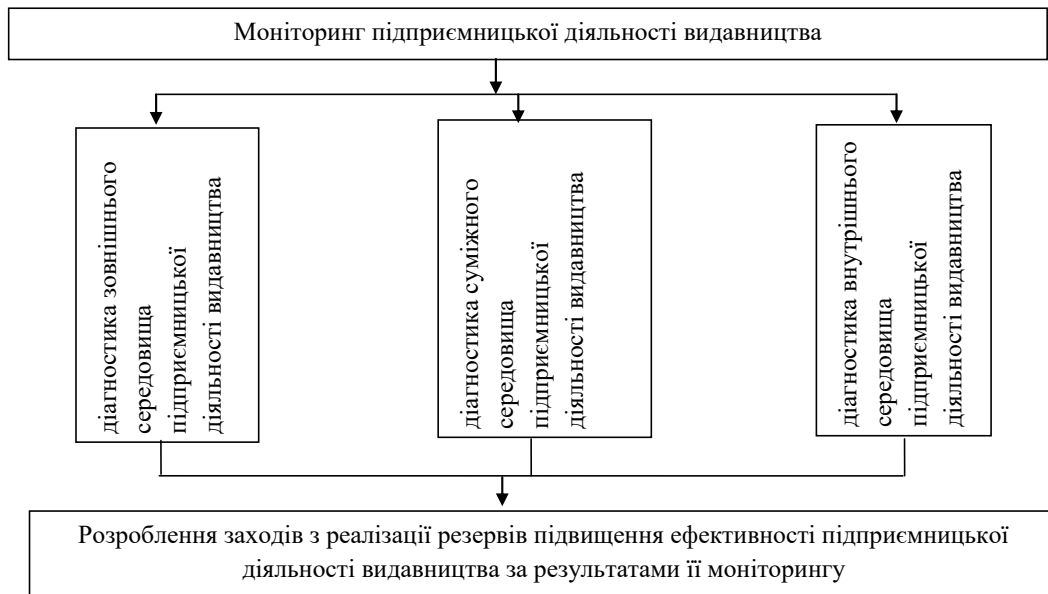 Моніторинг підприємницької діяльності видавництва
діагностика зовнішнього
середовища
підприємницької
діяльності видавництва
діагностика суміжного
середовища
підприємницької
діяльності видавництва
діагностика внутрішнього
середовища
підприємницької
діяльності видавництва
Розроблення заходів з реалізації резервів підвищення ефективності підприємницької
діяльності видавництва за результатами її моніторингу